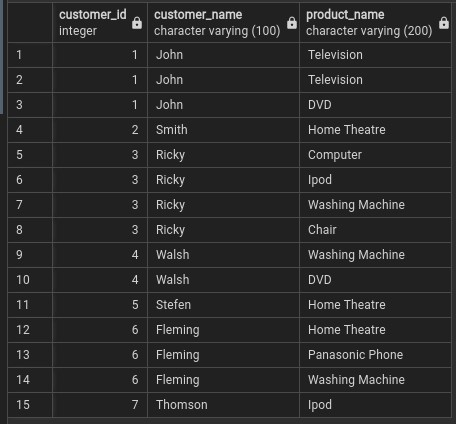 customer_id customer_name product_name
integer character varying (100) character varying (200)
1 1 John Television
2 1 John Television
3 1 John DVD
4 2 Smith Home Theatre
5 3 Ricky Computer
6 3 Ricky Ipod
7 3 Ricky Washing Machine
8 3 Ricky Chair
9 4 Walsh Washing Machine
10 4 Walsh DVD
11 5 Stefen Home Theatre
12 6 Fleming Home Theatre
13 6 Fleming Panasonic Phone
14 6 Fleming Washing Machine
15 7 Thomson Ipod